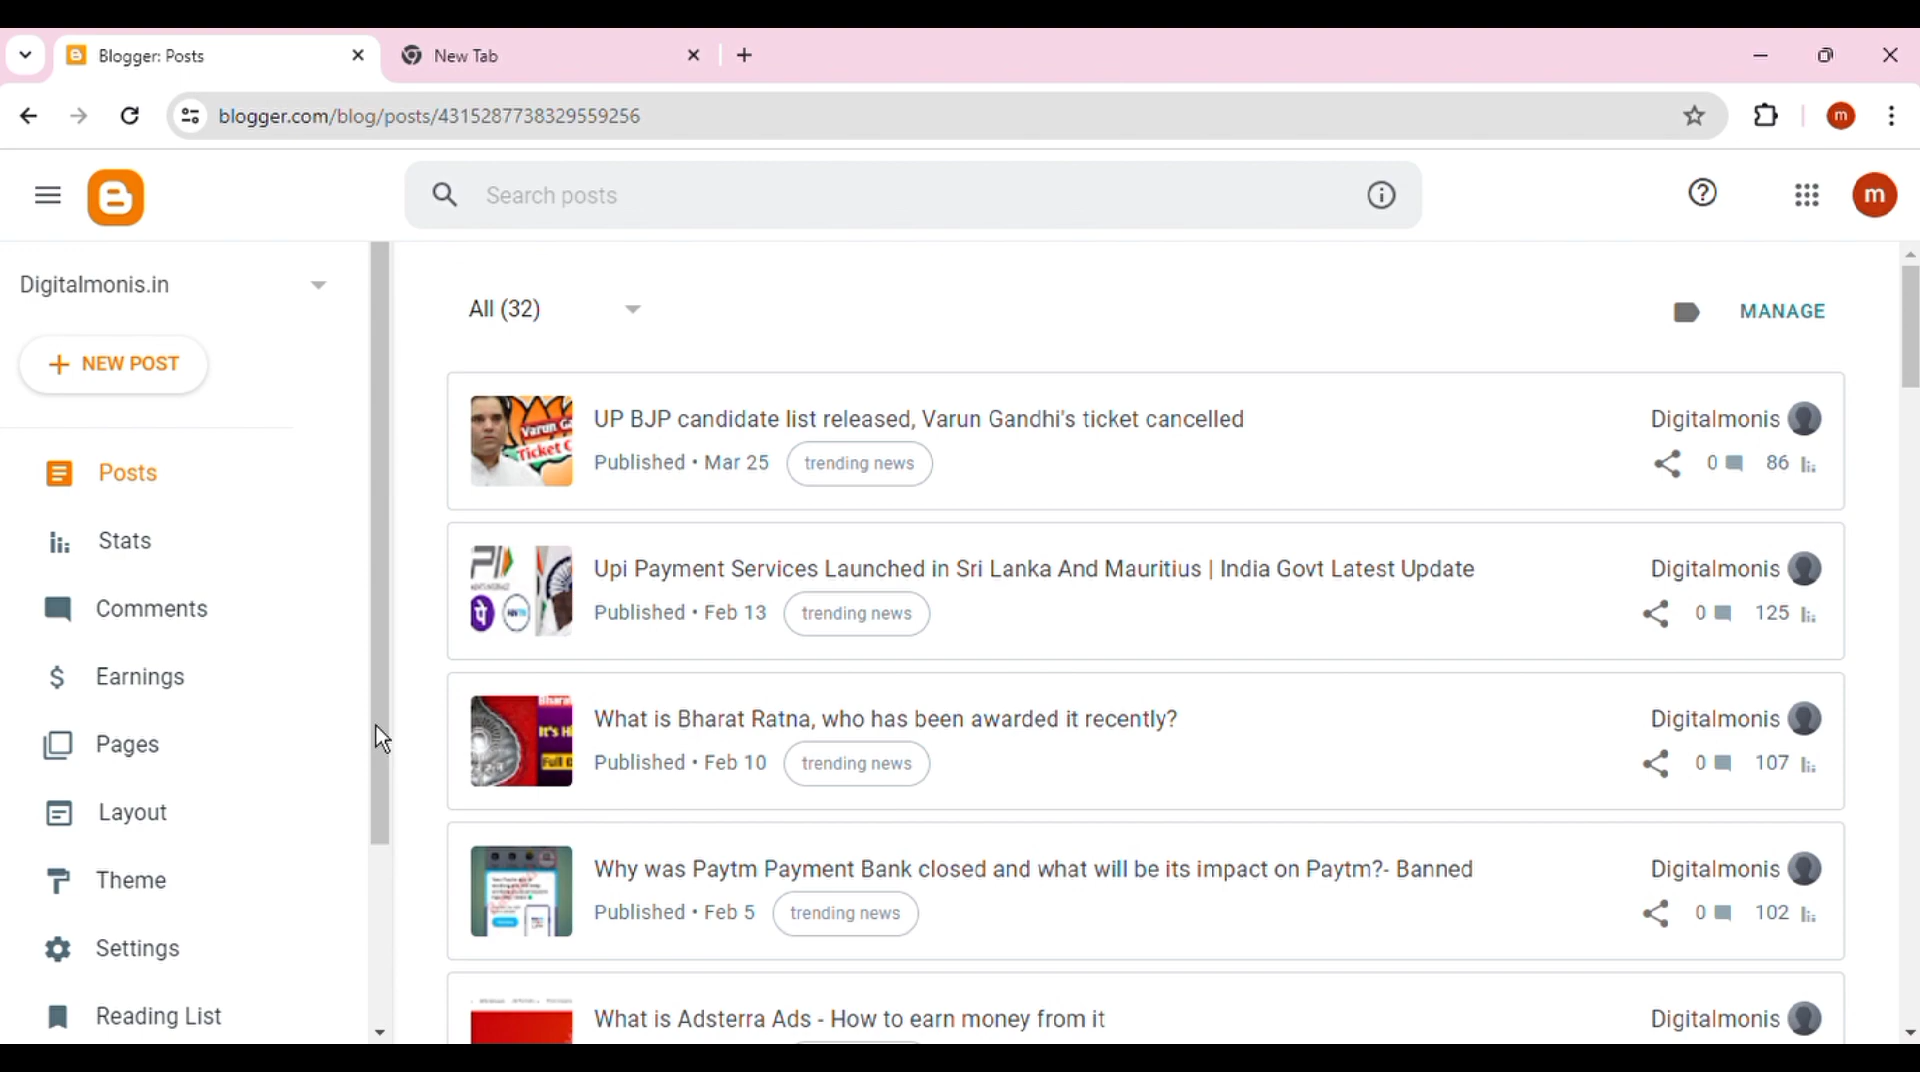 Blogger: Posts
New Tab
blogger.com/blog/posts/4315287738329559256
m
Search posts
m
Digitalmonis.in
NEW POST
Posts
Stats
Comments
Earnings
Pages
Layout
Theme
Settings
Reading List
All (32)
MANAGE
UP BJP candidate list released, Varun Gandhi's ticket cancelled
Digitalmonis
Published • Mar 25 trending news
0 86
Varun Ga
Ticket C
Upi Payment Services Launched in Sri Lanka And Mauritius | India Govt Latest Update
Digitalmonis
Published • Feb 13 trending news
0 125
What is Bharat Ratna, who has been awarded it recently?
Digitalmonis
Published • Feb 10 trending news
0 107
It's Hi
Full D
Why was Paytm Payment Bank closed and what will be its impact on Paytm?- Banned
Digitalmonis
Published • Feb 5 trending news
0 102
What is Adsterra Ads - How to earn money from it
Digitalmonis